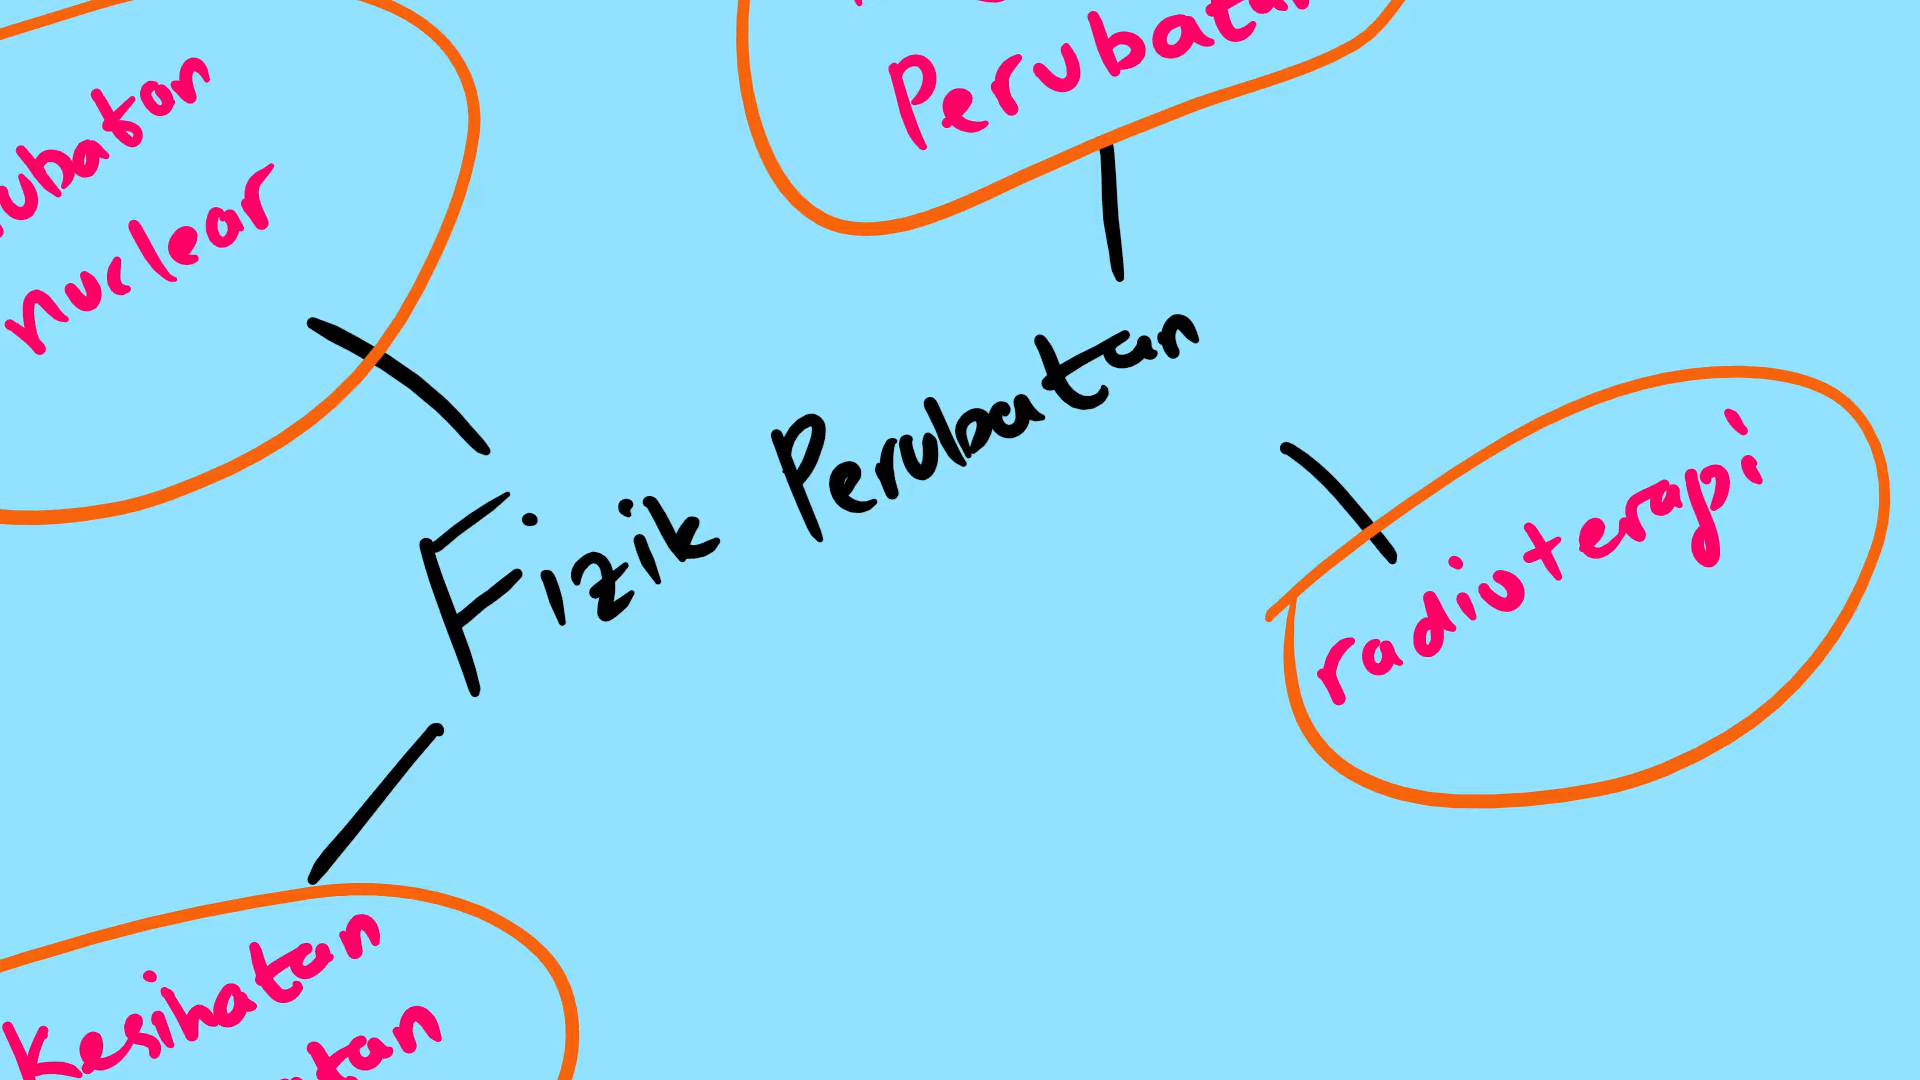 Perubatan
nuclear
Fizik Perubatan
radioterapi
Kesihatan